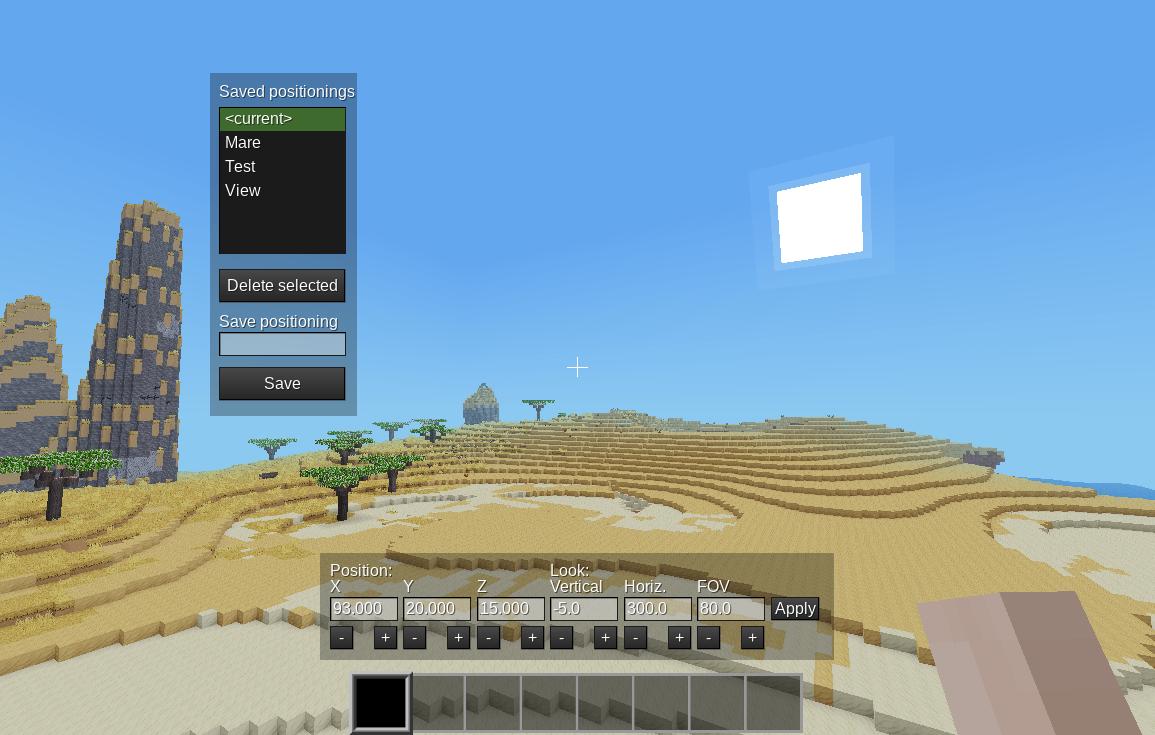 Saved positionings
<current>
Mare
Test
View
Delete selected
Save positioning
Save
Position: Look:
X Y Z Vertical Horiz. FOV
93,000 20,000 15,000 -5.0 300.0 80.0 Apply
- + - + - + - + - + - +